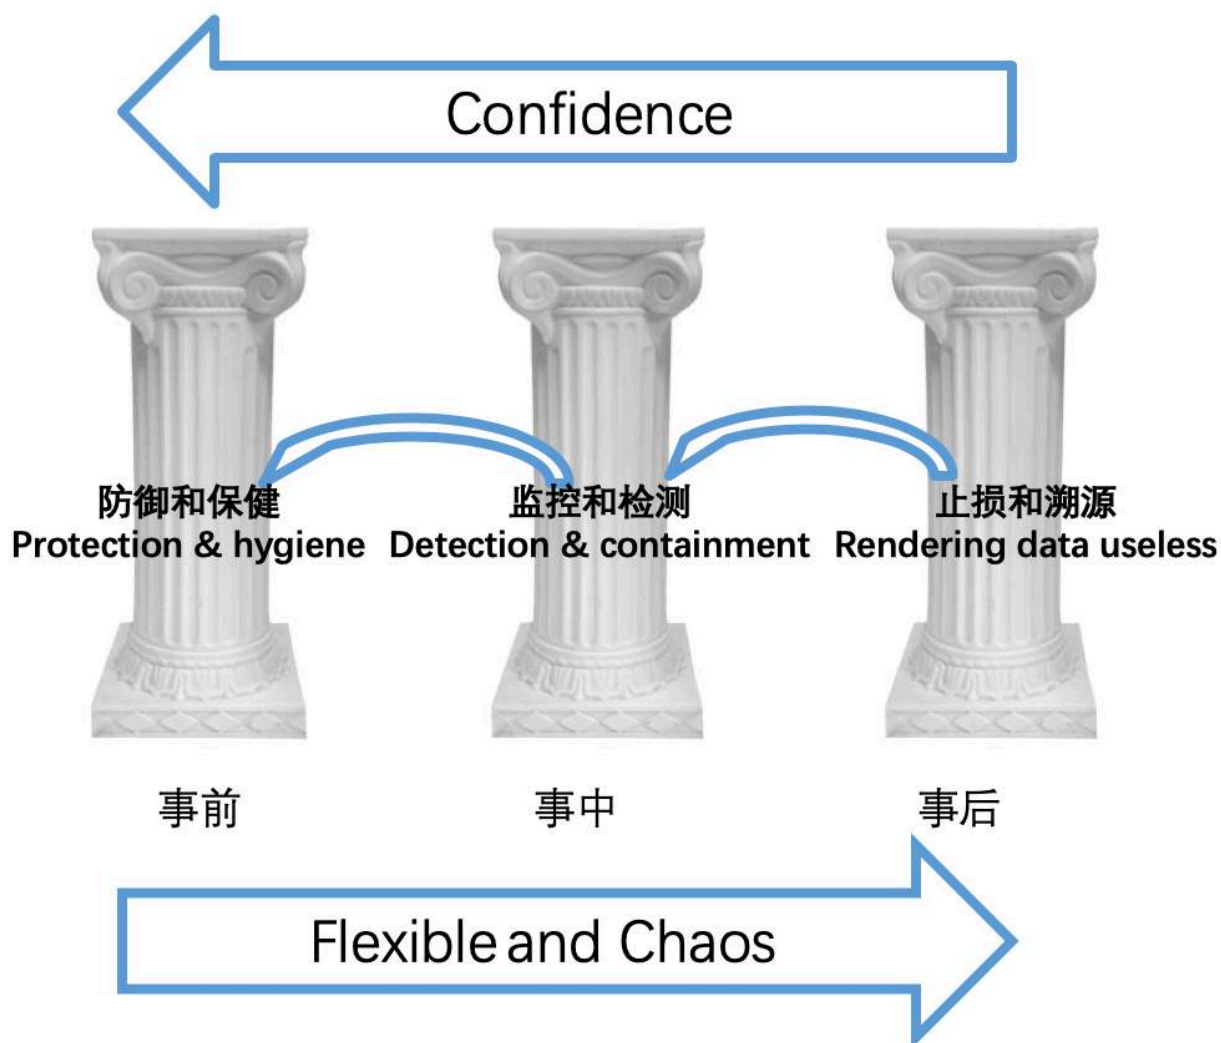 Confidence
防御和保健
Protection & hygiene
监控和检测
Detection & containment
止损和溯源
Rendering data useless
事前
事中
事后
Flexible and Chaos